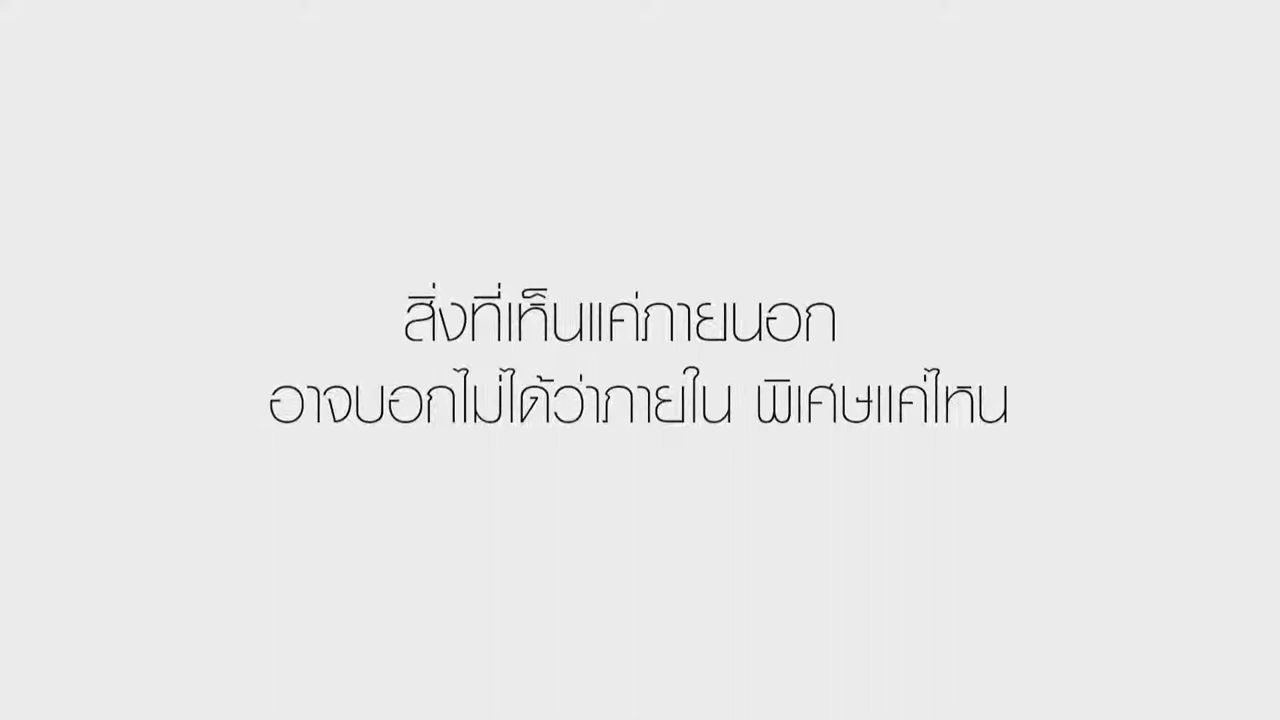 สิ่งที่เห็นแค่ภายนอก
อาจบอกไม่ได้ว่าภายใน พิเศษแค่ไหน